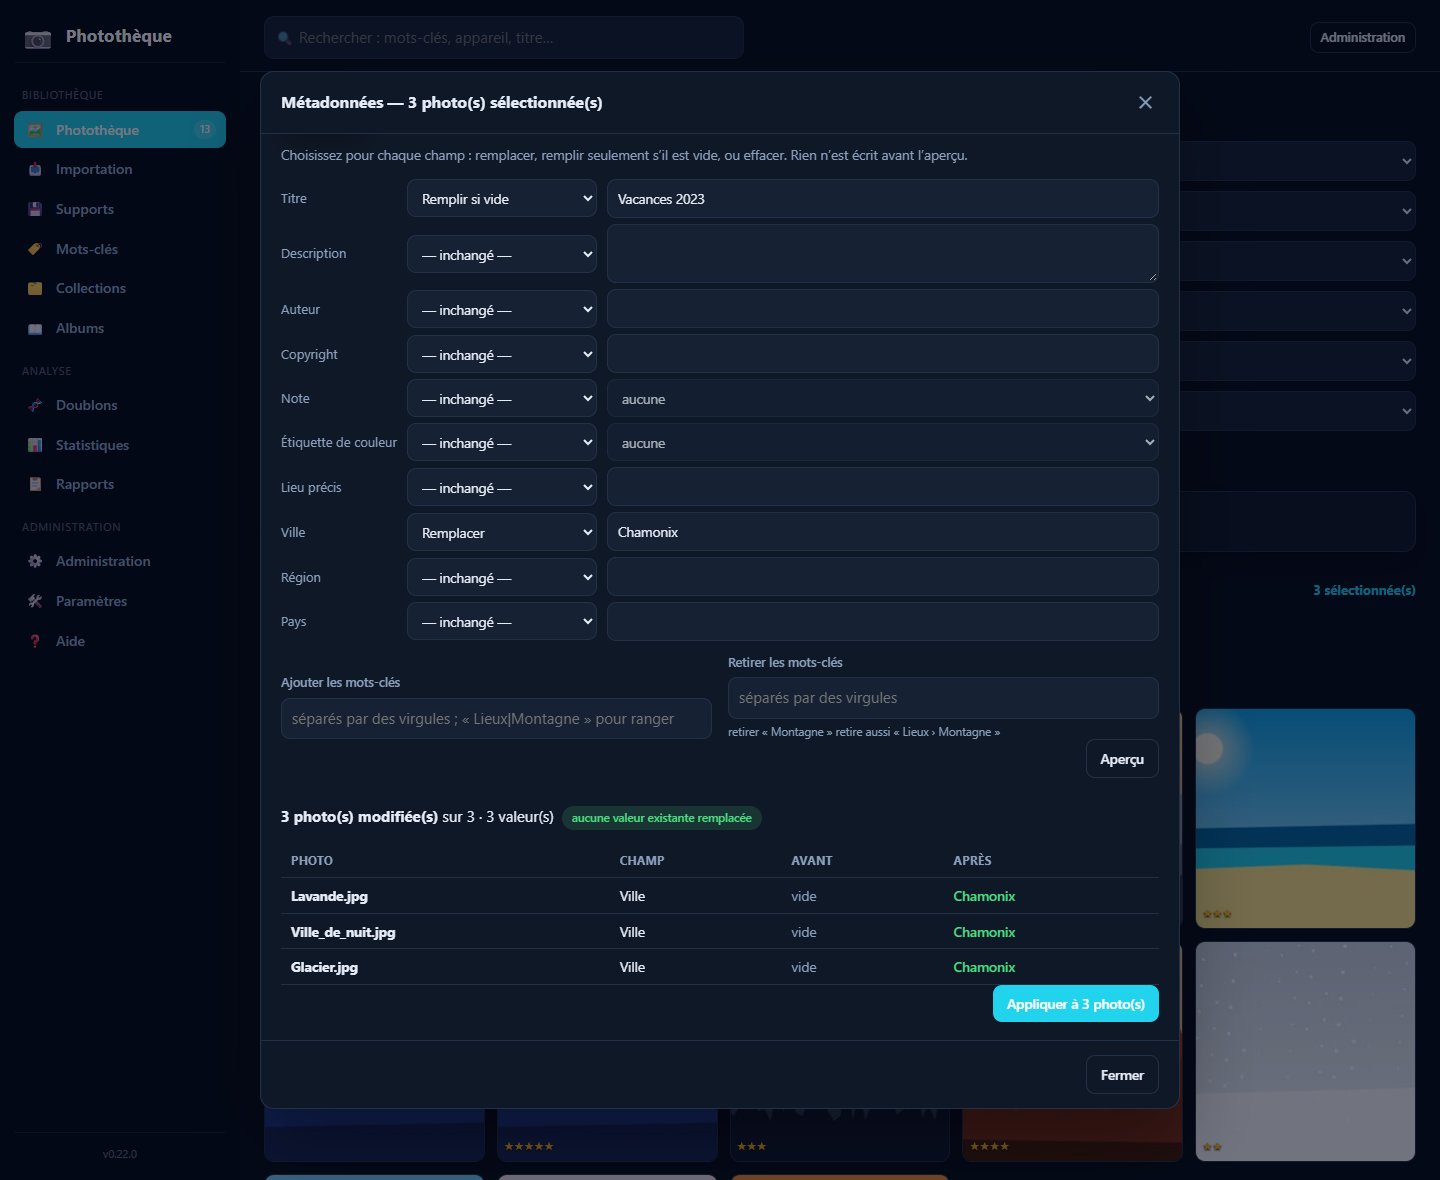 Photothèque
Rechercher : mots-clés, appareil, titre...
Administration
BIBLIOTHÈQUE
Photothèque 13
Importation
Supports
Mots-clés
Collections
Albums
ANALYSE
Doublons
Statistiques
Rapports
ADMINISTRATION
Administration
Paramètres
Aide
v0.22.0
Métadonnées — 3 photo(s) sélectionnée(s)
Choisissez pour chaque champ : remplacer, remplir seulement s’il est vide, ou effacer. Rien n’est écrit avant l’aperçu.
Titre Remplir si vide Vacances 2023
Description — inchangé —
Auteur — inchangé —
Copyright — inchangé —
Note — inchangé — aucune
Étiquette de couleur — inchangé — aucune
Lieu précis — inchangé —
Ville Remplacer Chamonix
Région — inchangé —
Pays — inchangé —
Ajouter les mots-clés
séparés par des virgules ; « Lieux|Montagne » pour ranger
Retirer les mots-clés
séparés par des virgules
retirer « Montagne » retire aussi « Lieux › Montagne »
Aperçu
3 photo(s) modifiée(s) sur 3 · 3 valeur(s) aucune valeur existante remplacée
PHOTO CHAMP AVANT APRÈS
Lavande.jpg Ville vide Chamonix
Ville_de_nuit.jpg Ville vide Chamonix
Glacier.jpg Ville vide Chamonix
Appliquer à 3 photo(s)
Fermer
3 sélectionnée(s)